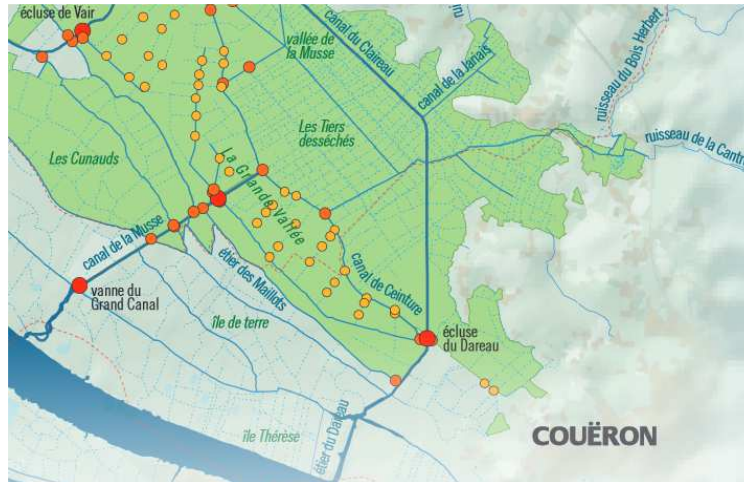 écluse de Vair
vallée de
la Musse
canal du Claireau
canal de la Janais
ruisseau du Bois Herbert
ruisseau de la Cantr
Les Tiers
desséchés
Les Cunauds
La Grande Vallée
canal de la Musse
étier des Maillots
canal de Ceinture
vanne du
Grand Canal
île de terre
écluse
du Dareau
île Thérèse
étier du Dareau
COUËRON